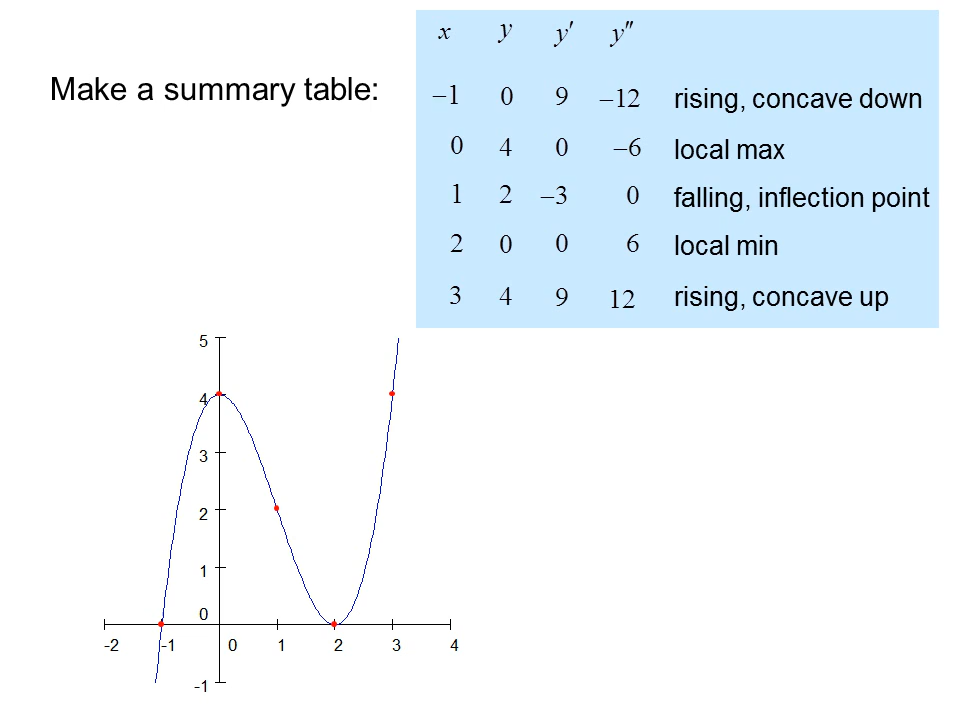 Make a summary table:
x y y′ y″
–1 0 9 –12 rising, concave down
0 4 0 –6 local max
1 2 –3 0 falling, inflection point
2 0 0 6 local min
3 4 9 12 rising, concave up
5
4
3
2
1
0
-2 -1 0 1 2 3 4
-1